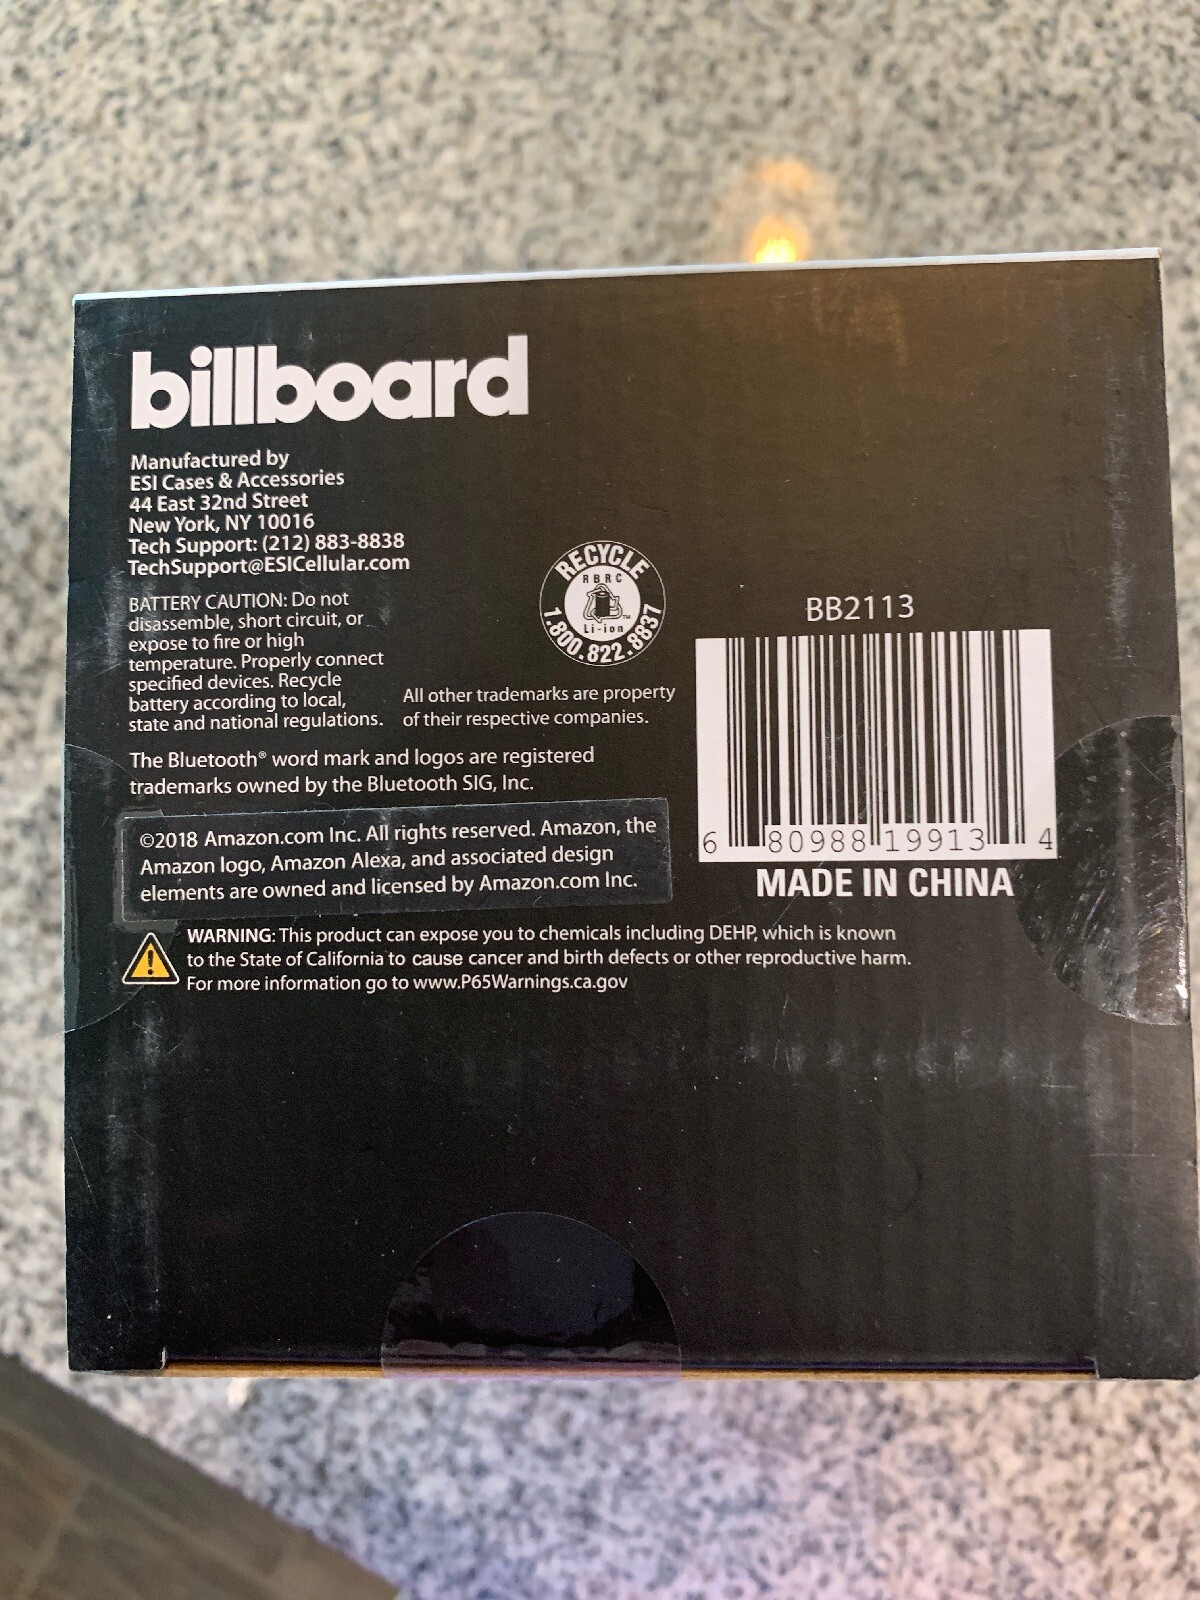 billboard
Manufactured by
ESI Cases & Accessories
44 East 32nd Street
New York, NY 10016
Tech Support: (212) 883-8838
TechSupport@ESICellular.com
BATTERY CAUTION: Do not
disassemble, short circuit, or
expose to fire or high
temperature. Properly connect
specified devices. Recycle
battery according to local,
state and national regulations.
RECYCLE
RBRC
™
Li-ion
1.800.822.8837
All other trademarks are property
of their respective companies.
The Bluetooth® word mark and logos are registered
trademarks owned by the Bluetooth SIG, Inc.
©2018 Amazon.com Inc. All rights reserved. Amazon, the
Amazon logo, Amazon Alexa, and associated design
elements are owned and licensed by Amazon.com Inc.
BB2113
6 80988 19913 4
MADE IN CHINA
WARNING: This product can expose you to chemicals including DEHP, which is known
to the State of California to cause cancer and birth defects or other reproductive harm.
For more information go to www.P65Warnings.ca.gov